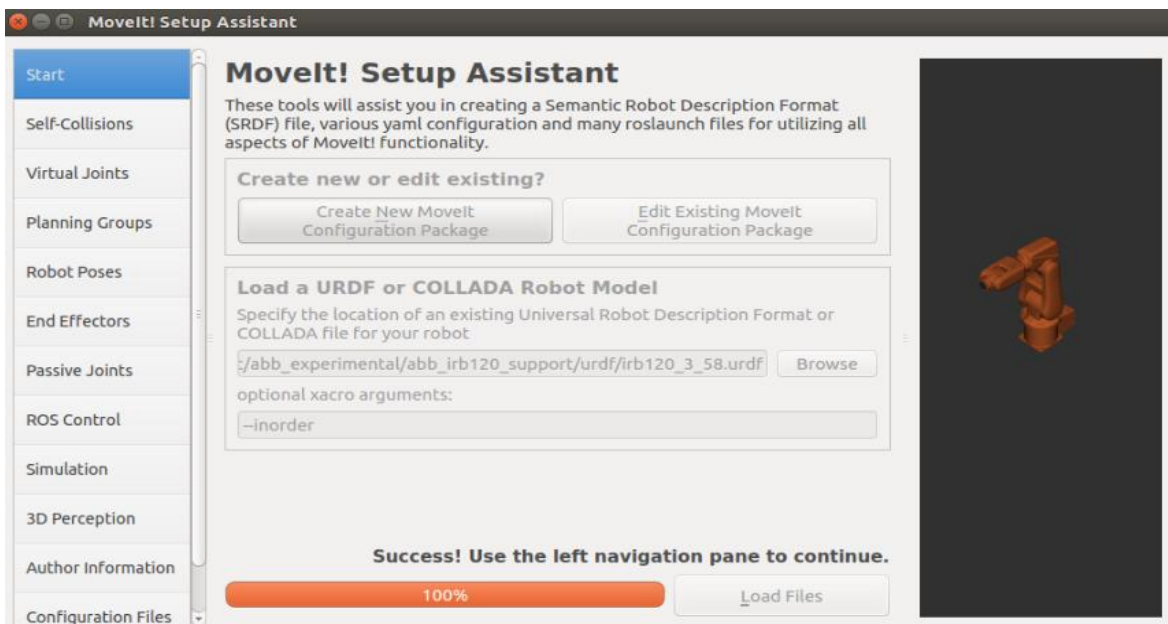 MoveIt! Setup Assistant
Start
Self-Collisions
Virtual Joints
Planning Groups
Robot Poses
End Effectors
Passive Joints
ROS Control
Simulation
3D Perception
Author Information
Configuration Files
MoveIt! Setup Assistant
These tools will assist you in creating a Semantic Robot Description Format
(SRDF) file, various yaml configuration and many roslaunch files for utilizing all
aspects of MoveIt! functionality.
Create new or edit existing?
Create New MoveIt
Configuration Package
Edit Existing MoveIt
Configuration Package
Load a URDF or COLLADA Robot Model
Specify the location of an existing Universal Robot Description Format or
COLLADA file for your robot
:/abb_experimental/abb_irb120_support/urdf/irb120_3_58.urdf
Browse
optional xacro arguments:
--inorder
Success! Use the left navigation pane to continue.
100%
Load Files